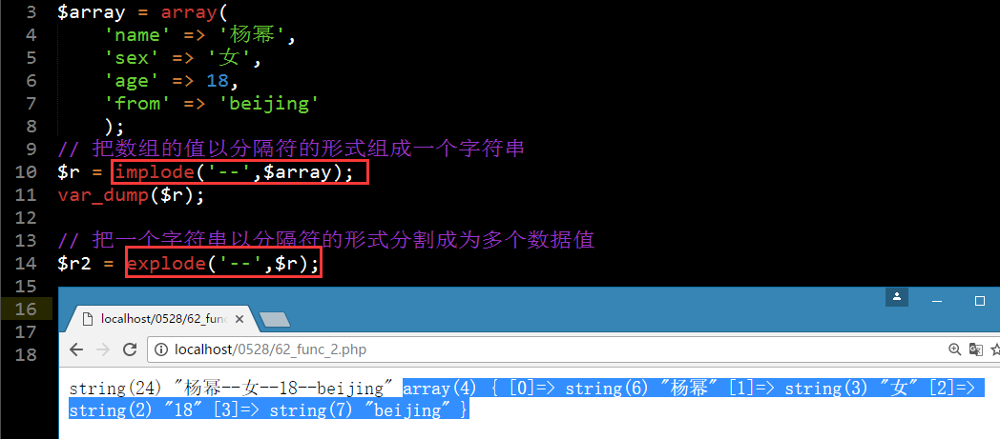 3 $array = array(
4 'name' => '杨幂',
5 'sex' => '女',
6 'age' => 18,
7 'from' => 'beijing'
8 );
9 // 把数组的值以分隔符的形式组成一个字符串
10 $r = implode('--',$array);
11 var_dump($r);
12
13 // 把一个字符串以分隔符的形式分割成为多个数据值
14 $r2 = explode('--',$r);
15
16
17
18
localhost/0528/62_func
localhost/0528/62_func_2.php
string(24) "杨幂--女--18--beijing" array(4) { [0]=> string(6) "杨幂" [1]=> string(3) "女" [2]=>
string(2) "18" [3]=> string(7) "beijing" }